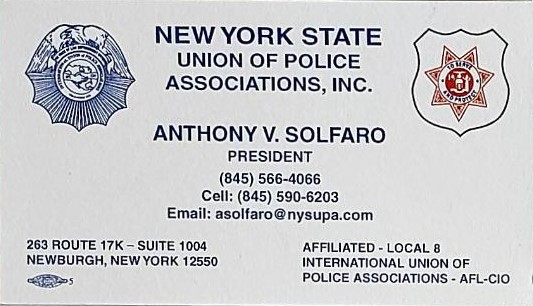 NEW YORK STATE
UNION OF POLICE
ASSOCIATIONS, INC.
TO SERVE
AND PROTECT
ANTHONY V. SOLFARO
PRESIDENT
(845) 566-4066
Cell: (845) 590-6203
Email: asolfaro@nysupa.com
263 ROUTE 17K – SUITE 1004
NEWBURGH, NEW YORK 12550
5
AFFILIATED - LOCAL 8
INTERNATIONAL UNION OF
POLICE ASSOCIATIONS - AFL-CIO